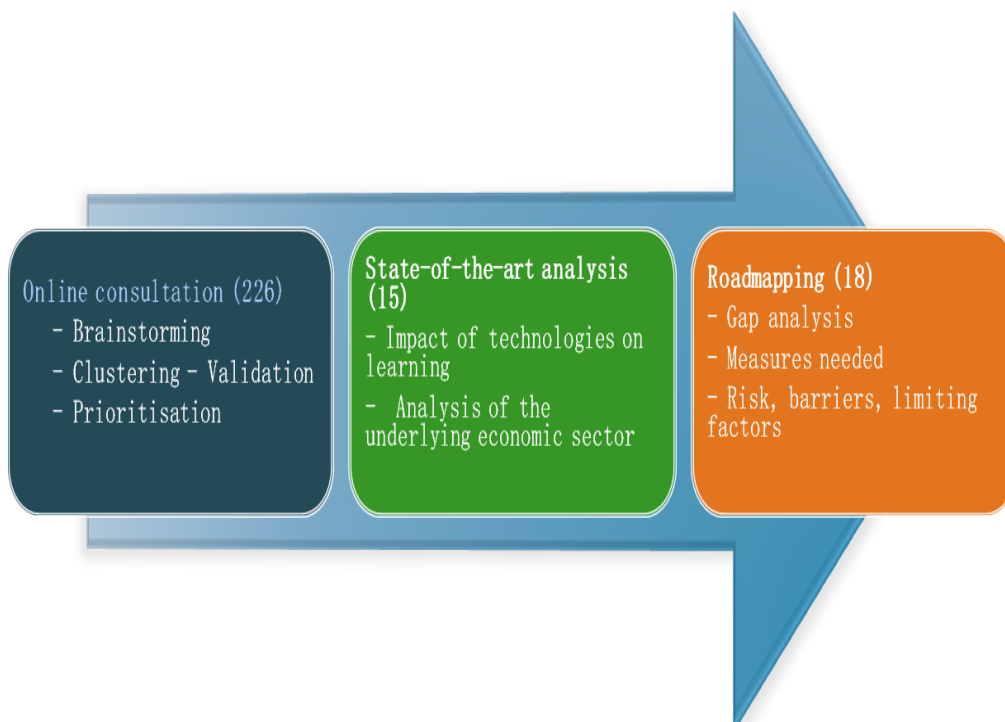 Online consultation (226)
- Brainstorming
- Clustering - Validation
- Prioritisation
State-of-the-art analysis
(15)
- Impact of technologies on
learning
- Analysis of the
underlying economic sector
Roadmapping (18)
- Gap analysis
- Measures needed
- Risk, barriers, limiting
factors